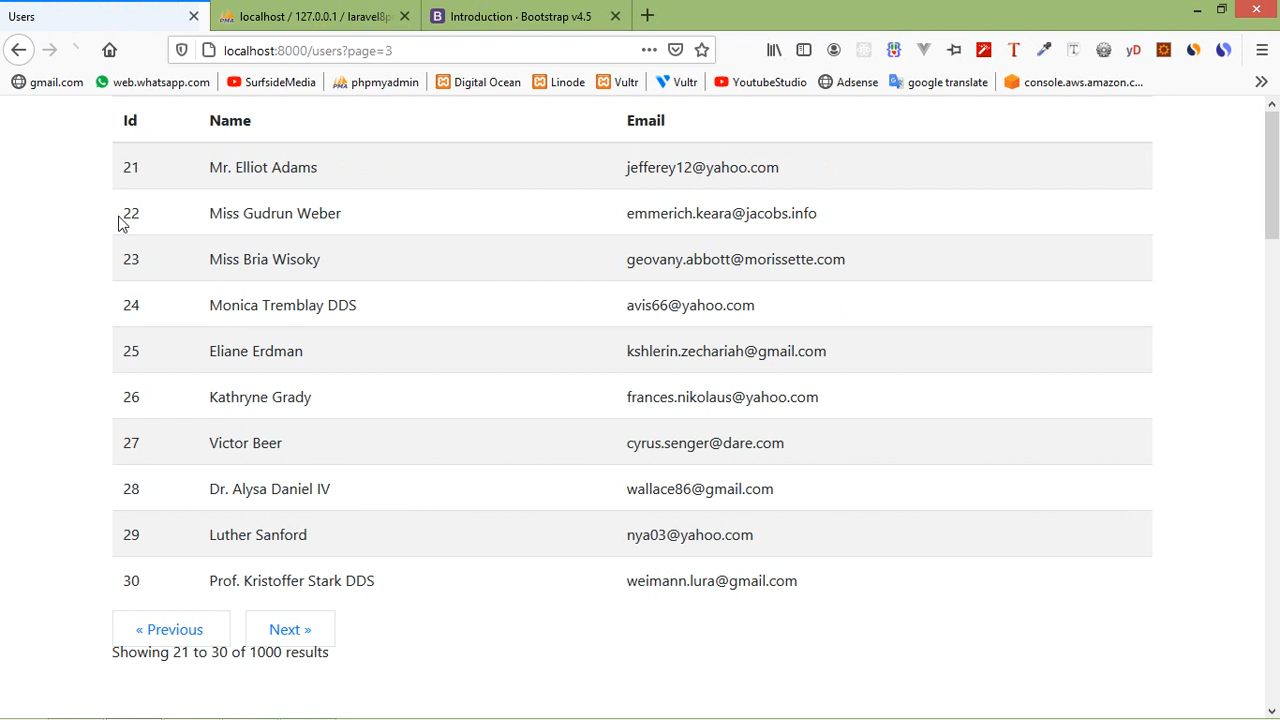 Users
localhost / 127.0.0.1 / laravel8p
Introduction · Bootstrap v4.5
localhost:8000/users?page=3
gmail.com web.whatsapp.com SurfsideMedia phpmyadmin Digital Ocean Linode Vultr Vultr YoutubeStudio Adsense google translate console.aws.amazon.c...
Id Name Email
21 Mr. Elliot Adams jefferey12@yahoo.com
22 Miss Gudrun Weber emmerich.keara@jacobs.info
23 Miss Bria Wisoky geovany.abbott@morissette.com
24 Monica Tremblay DDS avis66@yahoo.com
25 Eliane Erdman kshlerin.zechariah@gmail.com
26 Kathryne Grady frances.nikolaus@yahoo.com
27 Victor Beer cyrus.senger@dare.com
28 Dr. Alysa Daniel IV wallace86@gmail.com
29 Luther Sanford nya03@yahoo.com
30 Prof. Kristoffer Stark DDS weimann.lura@gmail.com
« Previous Next »
Showing 21 to 30 of 1000 results